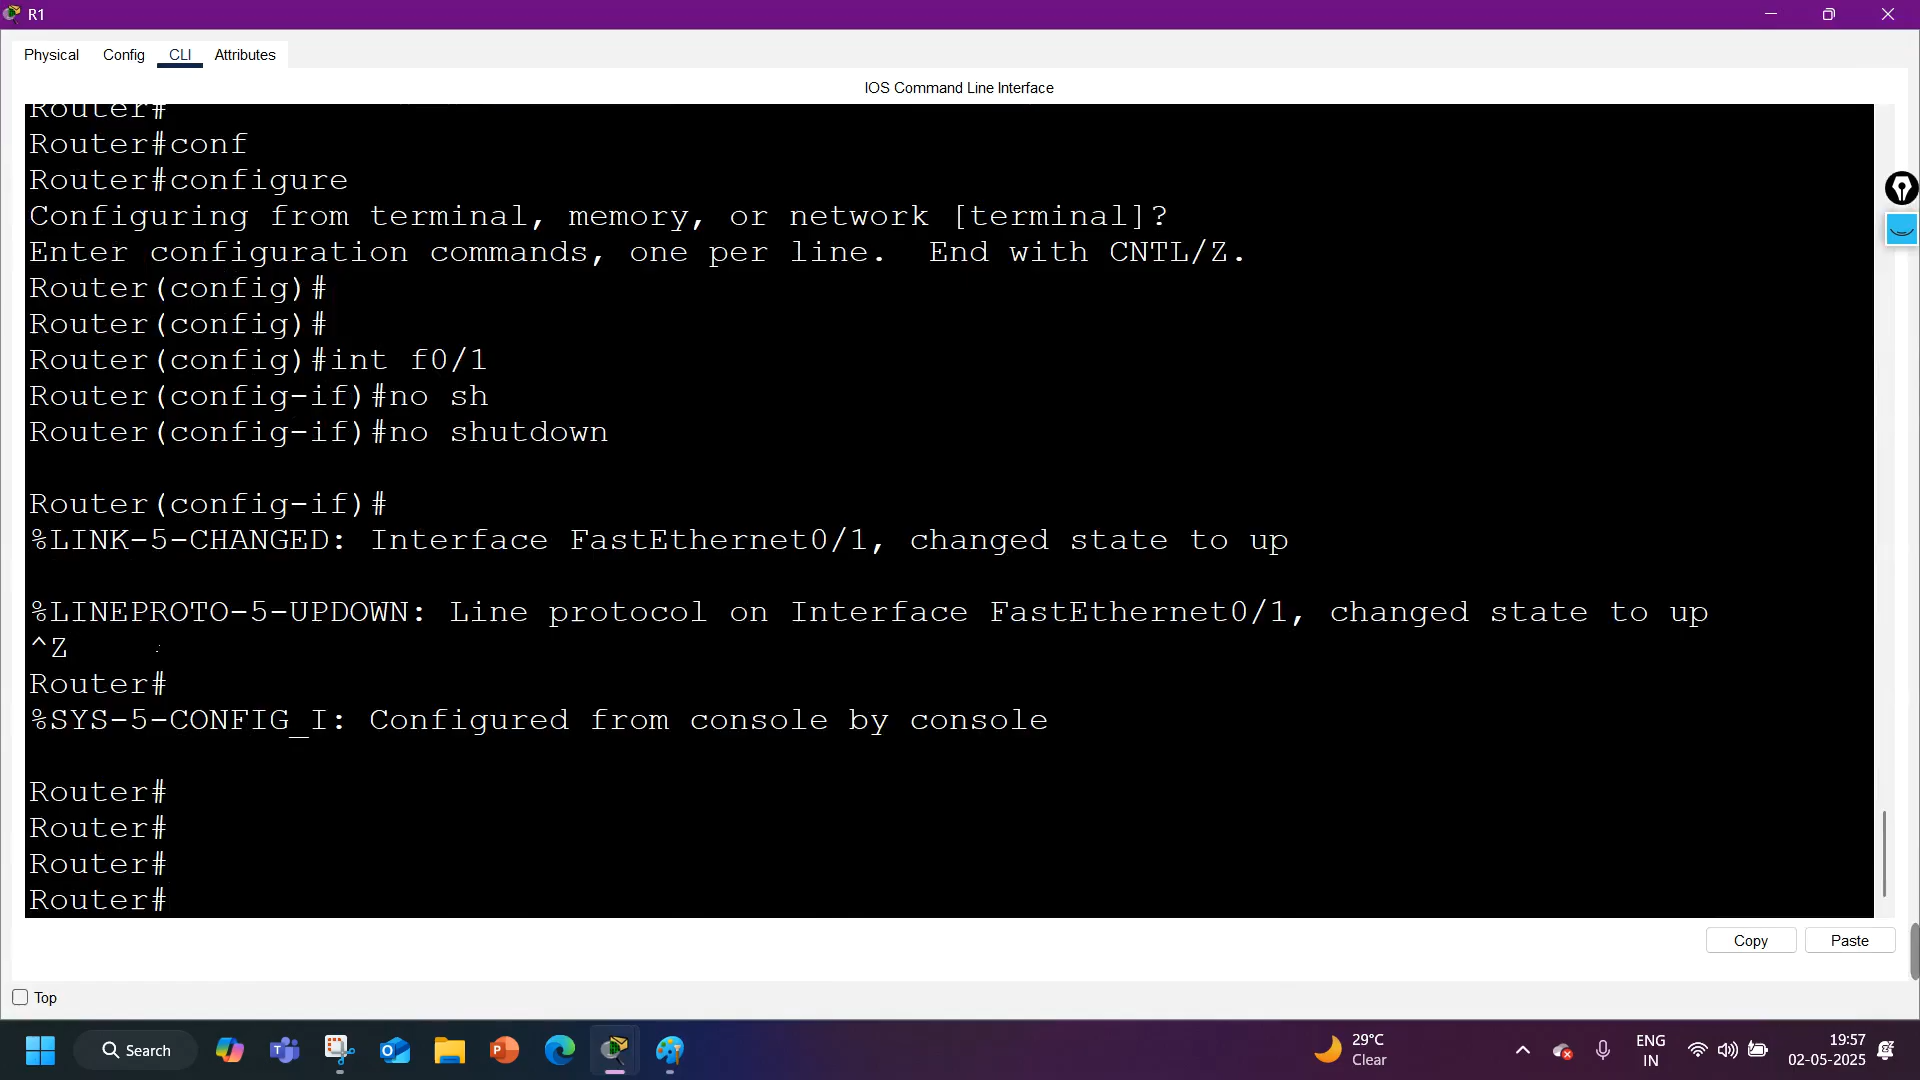 R1
Physical Config CLI Attributes
IOS Command Line Interface
Router#
Router#conf
Router#configure
Configuring from terminal, memory, or network [terminal]?
Enter configuration commands, one per line.  End with CNTL/Z.
Router(config)#
Router(config)#
Router(config)#int f0/1
Router(config-if)#no sh
Router(config-if)#no shutdown
Router(config-if)#
%LINK-5-CHANGED: Interface FastEthernet0/1, changed state to up
%LINEPROTO-5-UPDOWN: Line protocol on Interface FastEthernet0/1, changed state to up
^Z
Router#
%SYS-5-CONFIG_I: Configured from console by console
Router#
Router#
Router#
Router#
Copy Paste
Top
Search
29°C
Clear
ENG
IN
19:57
02-05-2025